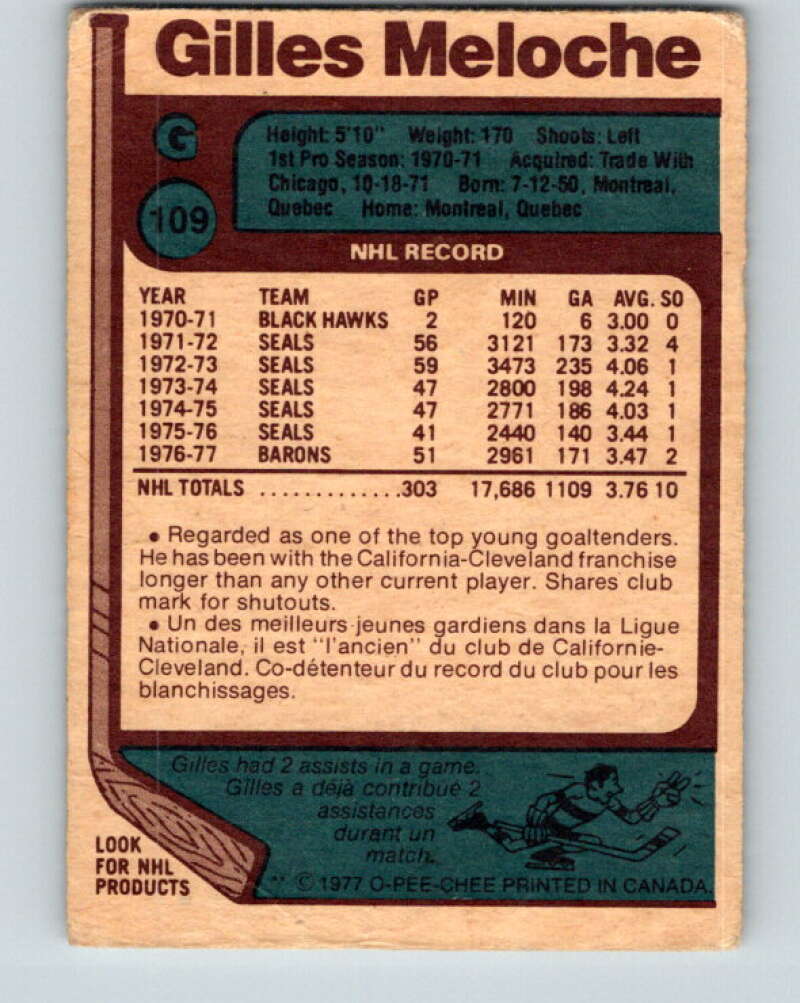 Gilles Meloche
G
109
Height: 5'10" Weight: 170 Shoots: Left
1st Pro Season: 1970-71 Acquired: Trade With
Chicago, 10-18-71 Born: 7-12-50, Montreal,
Quebec Home: Montreal, Quebec
NHL RECORD
YEAR TEAM GP MIN GA AVG. SO
1970-71 BLACK HAWKS 2 120 6 3.00 0
1971-72 SEALS 56 3121 173 3.32 4
1972-73 SEALS 59 3473 235 4.06 1
1973-74 SEALS 47 2800 198 4.24 1
1974-75 SEALS 47 2771 186 4.03 1
1975-76 SEALS 41 2440 140 3.44 1
1976-77 BARONS 51 2961 171 3.47 2
NHL TOTALS .............303 17,686 1109 3.76 10
• Regarded as one of the top young goaltenders.
He has been with the California-Cleveland franchise
longer than any other current player. Shares club
mark for shutouts.
• Un des meilleurs jeunes gardiens dans la Ligue
Nationale, il est "l'ancien" du club de Californie-
Cleveland. Co-détenteur du record du club pour les
blanchissages.
Gilles had 2 assists in a game.
Gilles a déjà contribué 2
assistances
durant un
match.
LOOK
FOR NHL
PRODUCTS
** © 1977 O-PEE-CHEE PRINTED IN CANADA.